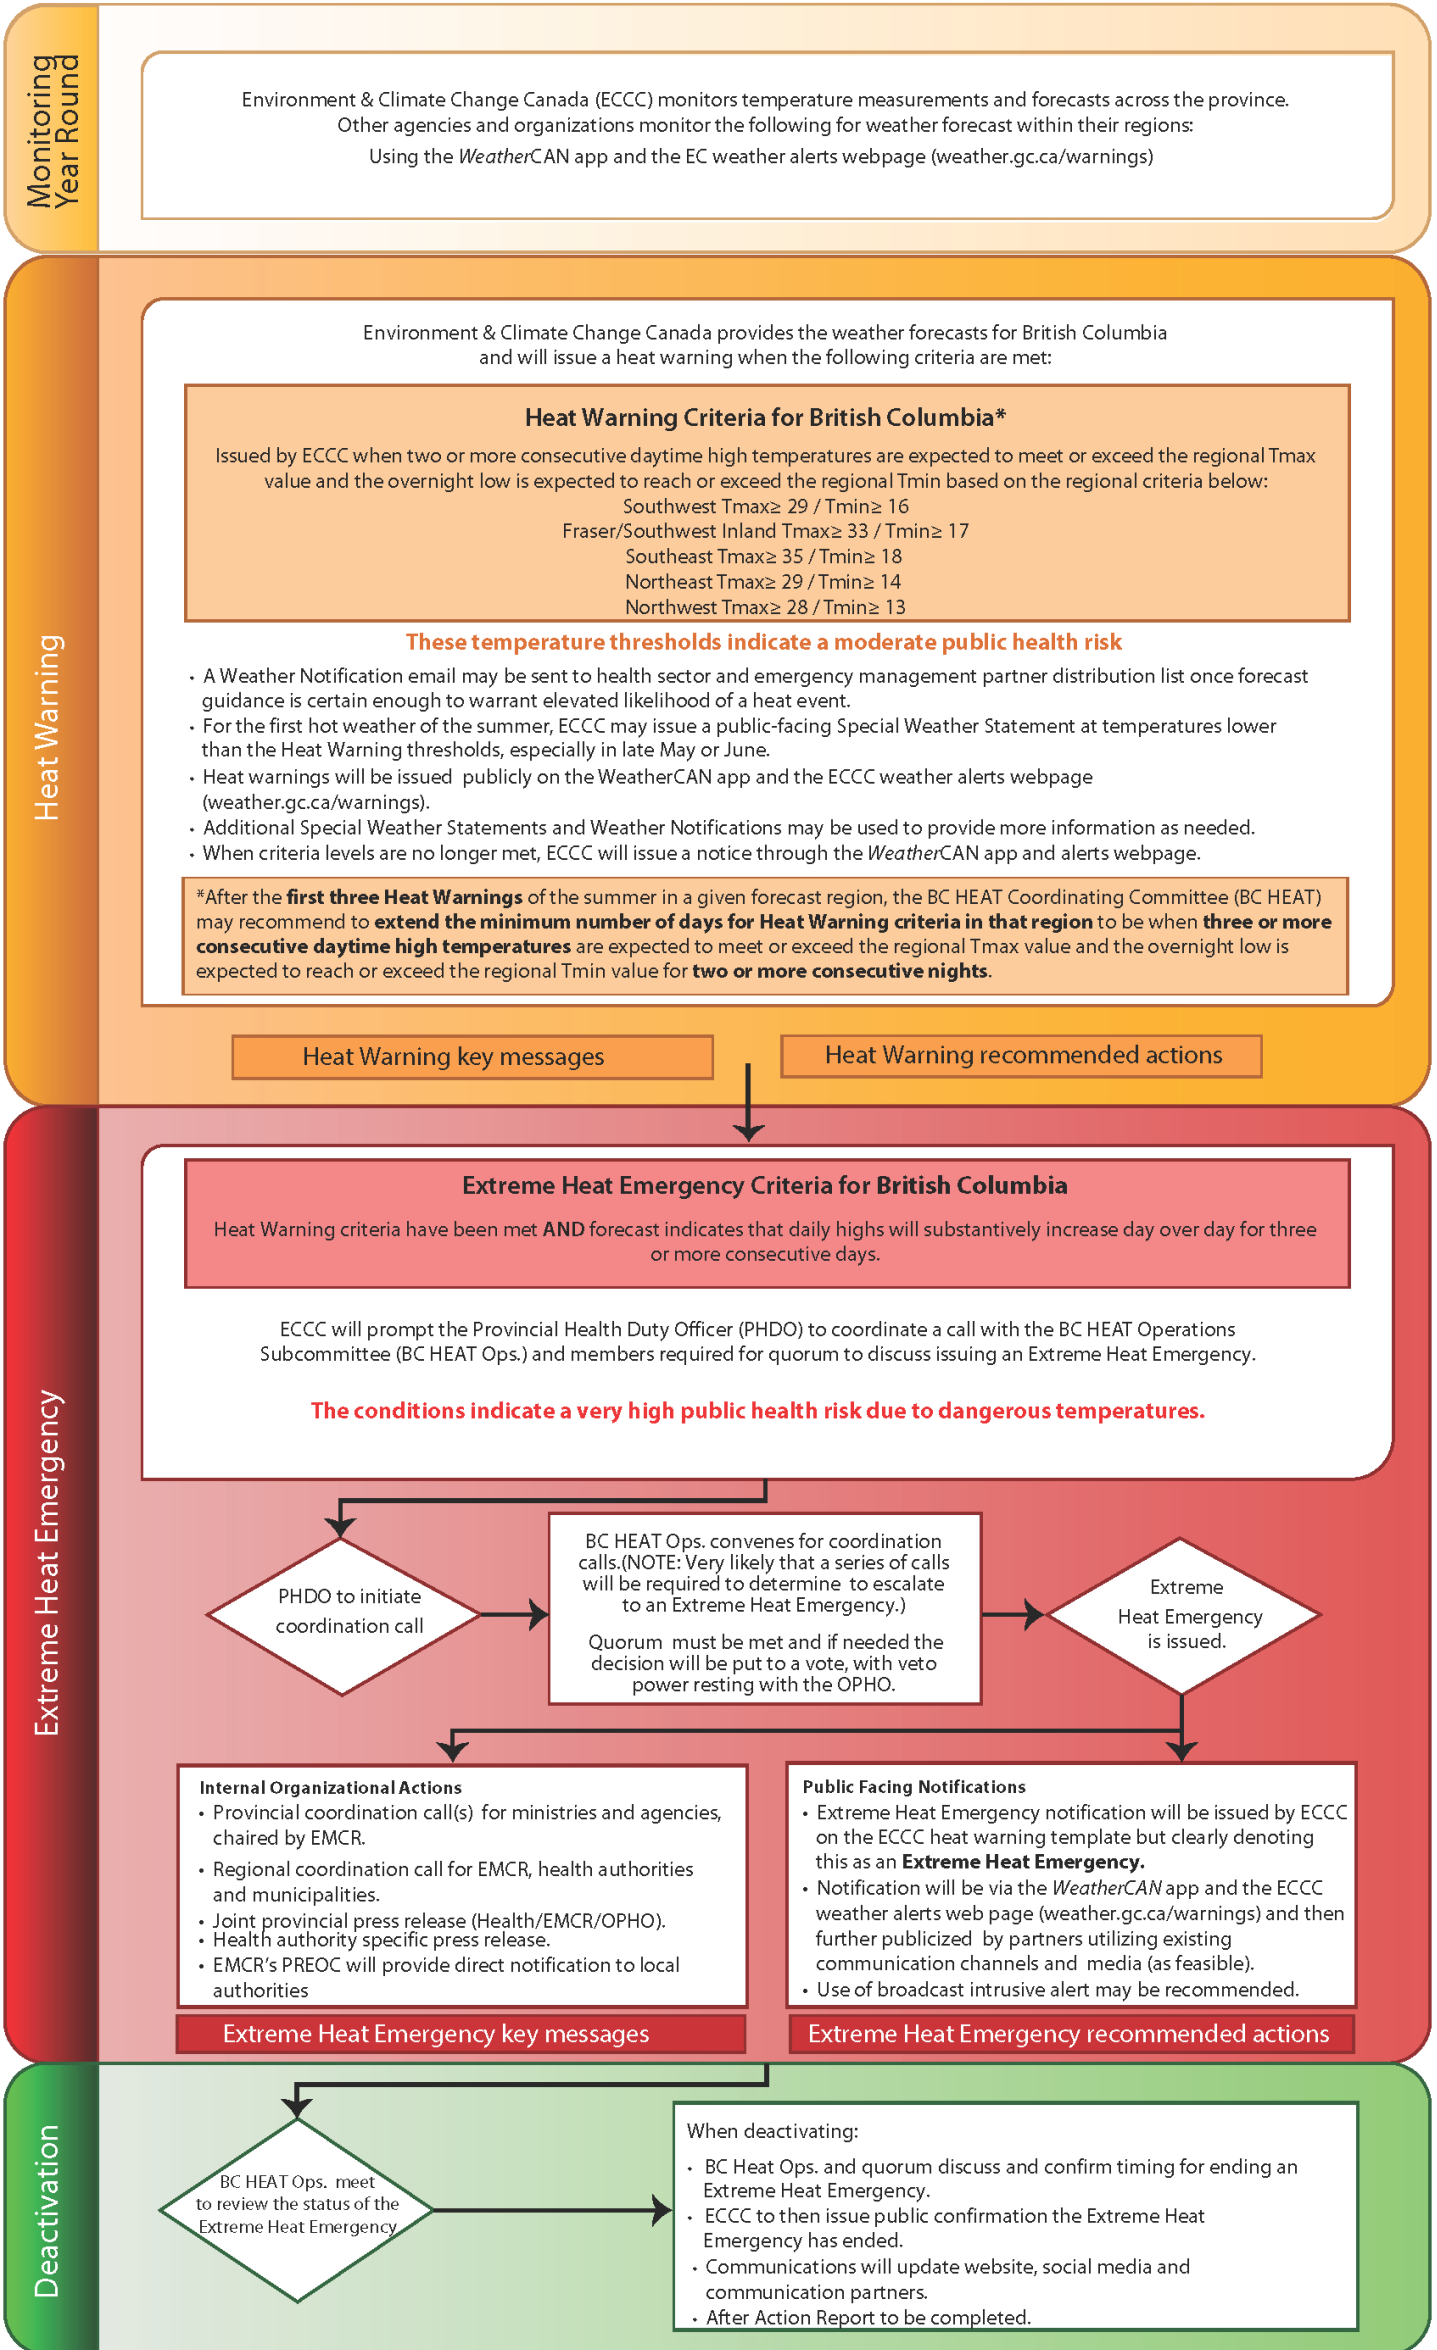 Monitoring
Year Round
Environment & Climate Change Canada (ECCC) monitors temperature measurements and forecasts across the province.
Other agencies and organizations monitor the following for weather forecast within their regions:
Using the WeatherCAN app and the EC weather alerts webpage (weather.gc.ca/warnings)
Heat Warning
Environment & Climate Change Canada provides the weather forecasts for British Columbia
and will issue a heat warning when the following criteria are met:
Heat Warning Criteria for British Columbia*
Issued by ECCC when two or more consecutive daytime high temperatures are expected to meet or exceed the regional Tmax
value and the overnight low is expected to reach or exceed the regional Tmin based on the regional criteria below:
Southwest Tmax≥ 29 / Tmin≥ 16
Fraser/Southwest Inland Tmax≥ 33 / Tmin≥ 17
Southeast Tmax≥ 35 / Tmin≥ 18
Northeast Tmax≥ 29 / Tmin≥ 14
Northwest Tmax≥ 28 / Tmin≥ 13
These temperature thresholds indicate a moderate public health risk
• A Weather Notification email may be sent to health sector and emergency management partner distribution list once forecast
guidance is certain enough to warrant elevated likelihood of a heat event.
• For the first hot weather of the summer, ECCC may issue a public-facing Special Weather Statement at temperatures lower
than the Heat Warning thresholds, especially in late May or June.
• Heat warnings will be issued publicly on the WeatherCAN app and the ECCC weather alerts webpage
(weather.gc.ca/warnings).
• Additional Special Weather Statements and Weather Notifications may be used to provide more information as needed.
• When criteria levels are no longer met, ECCC will issue a notice through the WeatherCAN app and alerts webpage.
*After the first three Heat Warnings of the summer in a given forecast region, the BC HEAT Coordinating Committee (BC HEAT)
may recommend to extend the minimum number of days for Heat Warning criteria in that region to be when three or more
consecutive daytime high temperatures are expected to meet or exceed the regional Tmax value and the overnight low is
expected to reach or exceed the regional Tmin value for two or more consecutive nights.
Heat Warning key messages
Heat Warning recommended actions
Extreme Heat Emergency
Extreme Heat Emergency Criteria for British Columbia
Heat Warning criteria have been met AND forecast indicates that daily highs will substantively increase day over day for three
or more consecutive days.
ECCC will prompt the Provincial Health Duty Officer (PHDO) to coordinate a call with the BC HEAT Operations
Subcommittee (BC HEAT Ops.) and members required for quorum to discuss issuing an Extreme Heat Emergency.
The conditions indicate a very high public health risk due to dangerous temperatures.
PHDO to initiate
coordination call
BC HEAT Ops. convenes for coordination
calls.(NOTE: Very likely that a series of calls
will be required to determine to escalate
to an Extreme Heat Emergency.)
Quorum must be met and if needed the
decision will be put to a vote, with veto
power resting with the OPHO.
Extreme
Heat Emergency
is issued.
Internal Organizational Actions
• Provincial coordination call(s) for ministries and agencies,
chaired by EMCR.
• Regional coordination call for EMCR, health authorities
and municipalities.
• Joint provincial press release (Health/EMCR/OPHO).
• Health authority specific press release.
• EMCR's PREOC will provide direct notification to local
authorities
Public Facing Notifications
• Extreme Heat Emergency notification will be issued by ECCC
on the ECCC heat warning template but clearly denoting
this as an Extreme Heat Emergency.
• Notification will be via the WeatherCAN app and the ECCC
weather alerts web page (weather.gc.ca/warnings) and then
further publicized by partners utilizing existing
communication channels and media (as feasible).
• Use of broadcast intrusive alert may be recommended.
Extreme Heat Emergency key messages
Extreme Heat Emergency recommended actions
Deactivation
BC HEAT Ops. meet
to review the status of the
Extreme Heat Emergency
When deactivating:
• BC Heat Ops. and quorum discuss and confirm timing for ending an
Extreme Heat Emergency.
• ECCC to then issue public confirmation the Extreme Heat
Emergency has ended.
• Communications will update website, social media and
communication partners.
• After Action Report to be completed.